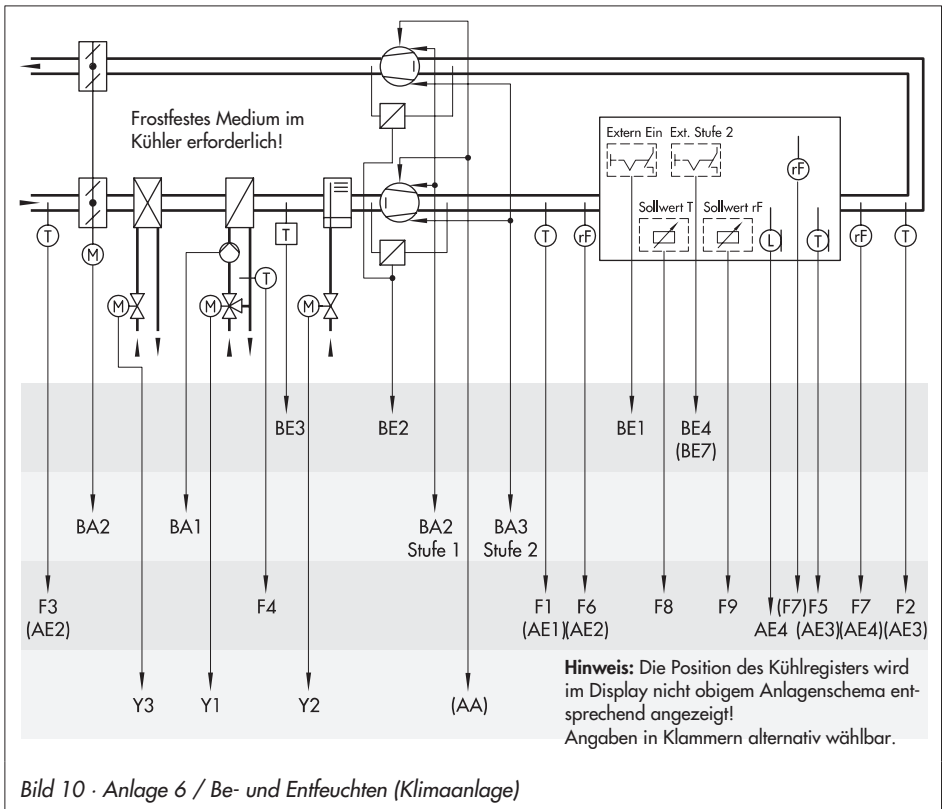 Frostfestes Medium im
Kühler erforderlich!
Extern Ein Ext. Stufe 2
rF
Sollwert T Sollwert rF
T M T rF T L T rF T
T
M M M
BE3 BE2 BE1 BE4
(BE7)
BA2 BA1 BA2 BA3
Stufe 1 Stufe 2
F3 F4 F1 F6 F8 F9 (F7) F5 F7 F2
(AE2) (AE1) (AE2) AE4 (AE3) (AE4) (AE3)
Y3 Y1 Y2 (AA)
Hinweis: Die Position des Kühlregisters wird
im Display nicht obigem Anlagenschema ent-
sprechend angezeigt!
Angaben in Klammern alternativ wählbar.
Bild 10 · Anlage 6 / Be- und Entfeuchten (Klimaanlage)